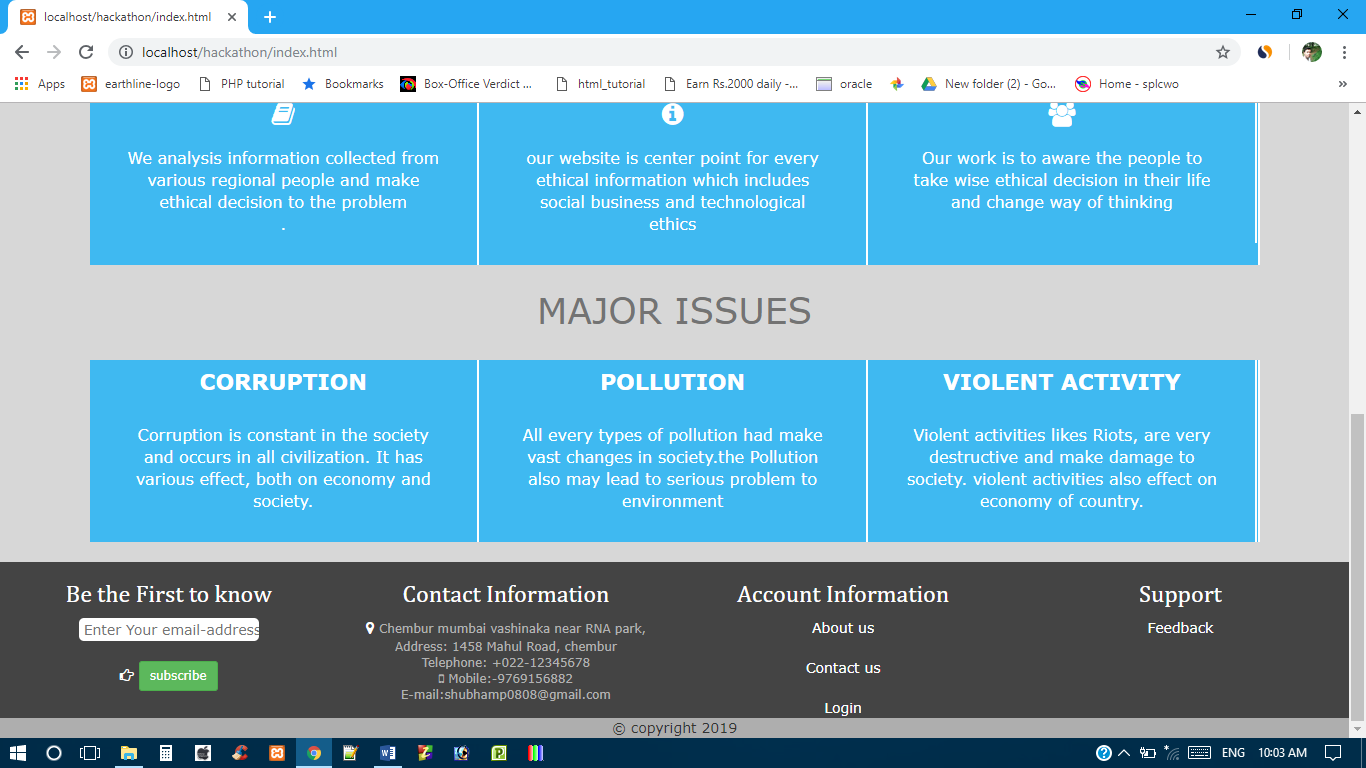 localhost/hackathon/index.html
localhost/hackathon/index.html
Apps earthline-logo PHP tutorial Bookmarks Box-Office Verdict ... html_tutorial Earn Rs.2000 daily -... oracle New folder (2) - Go... Home - splcwo »
We analysis information collected from
various regional people and make
ethical decision to the problem
.
our website is center point for every
ethical information which includes
social business and technological
ethics
Our work is to aware the people to
take wise ethical decision in their life
and change way of thinking
MAJOR ISSUES
CORRUPTION
Corruption is constant in the society
and occurs in all civilization. It has
various effect, both on economy and
society.
POLLUTION
All every types of pollution had make
vast changes in society.the Pollution
also may lead to serious problem to
environment
VIOLENT ACTIVITY
Violent activities likes Riots, are very
destructive and make damage to
society. violent activities also effect on
economy of country.
Be the First to know
Enter Your email-address
subscribe
Contact Information
Chembur mumbai vashinaka near RNA park,
Address: 1458 Mahul Road, chembur
Telephone: +022-12345678
Mobile:-9769156882
E-mail:shubhamp0808@gmail.com
Account Information
About us
Contact us
Login
Support
Feedback
© copyright 2019
ENG 10:03 AM